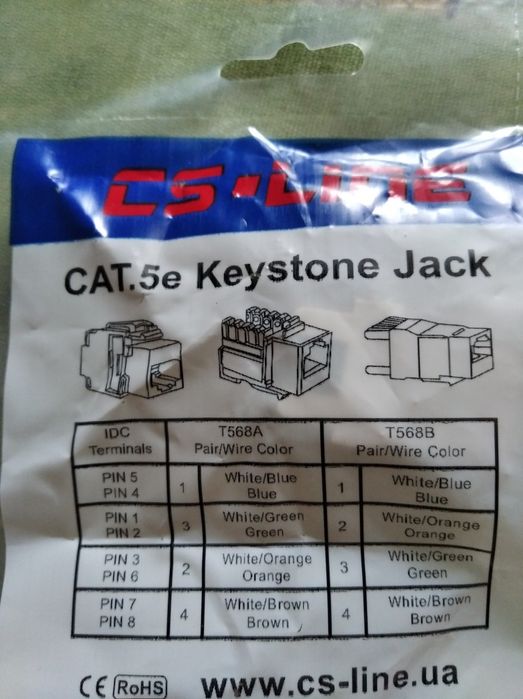 CS-LINE
CAT.5e Keystone Jack
IDC Terminals T568A Pair/Wire Color T568B Pair/Wire Color
PIN 5 PIN 4 1 White/Blue Blue 1 White/Blue Blue
PIN 1 PIN 2 3 White/Green Green 2 White/Orange Orange
PIN 3 PIN 6 2 White/Orange Orange 3 White/Green Green
PIN 7 PIN 8 4 White/Brown Brown 4 White/Brown Brown
CE RoHS www.cs-line.ua